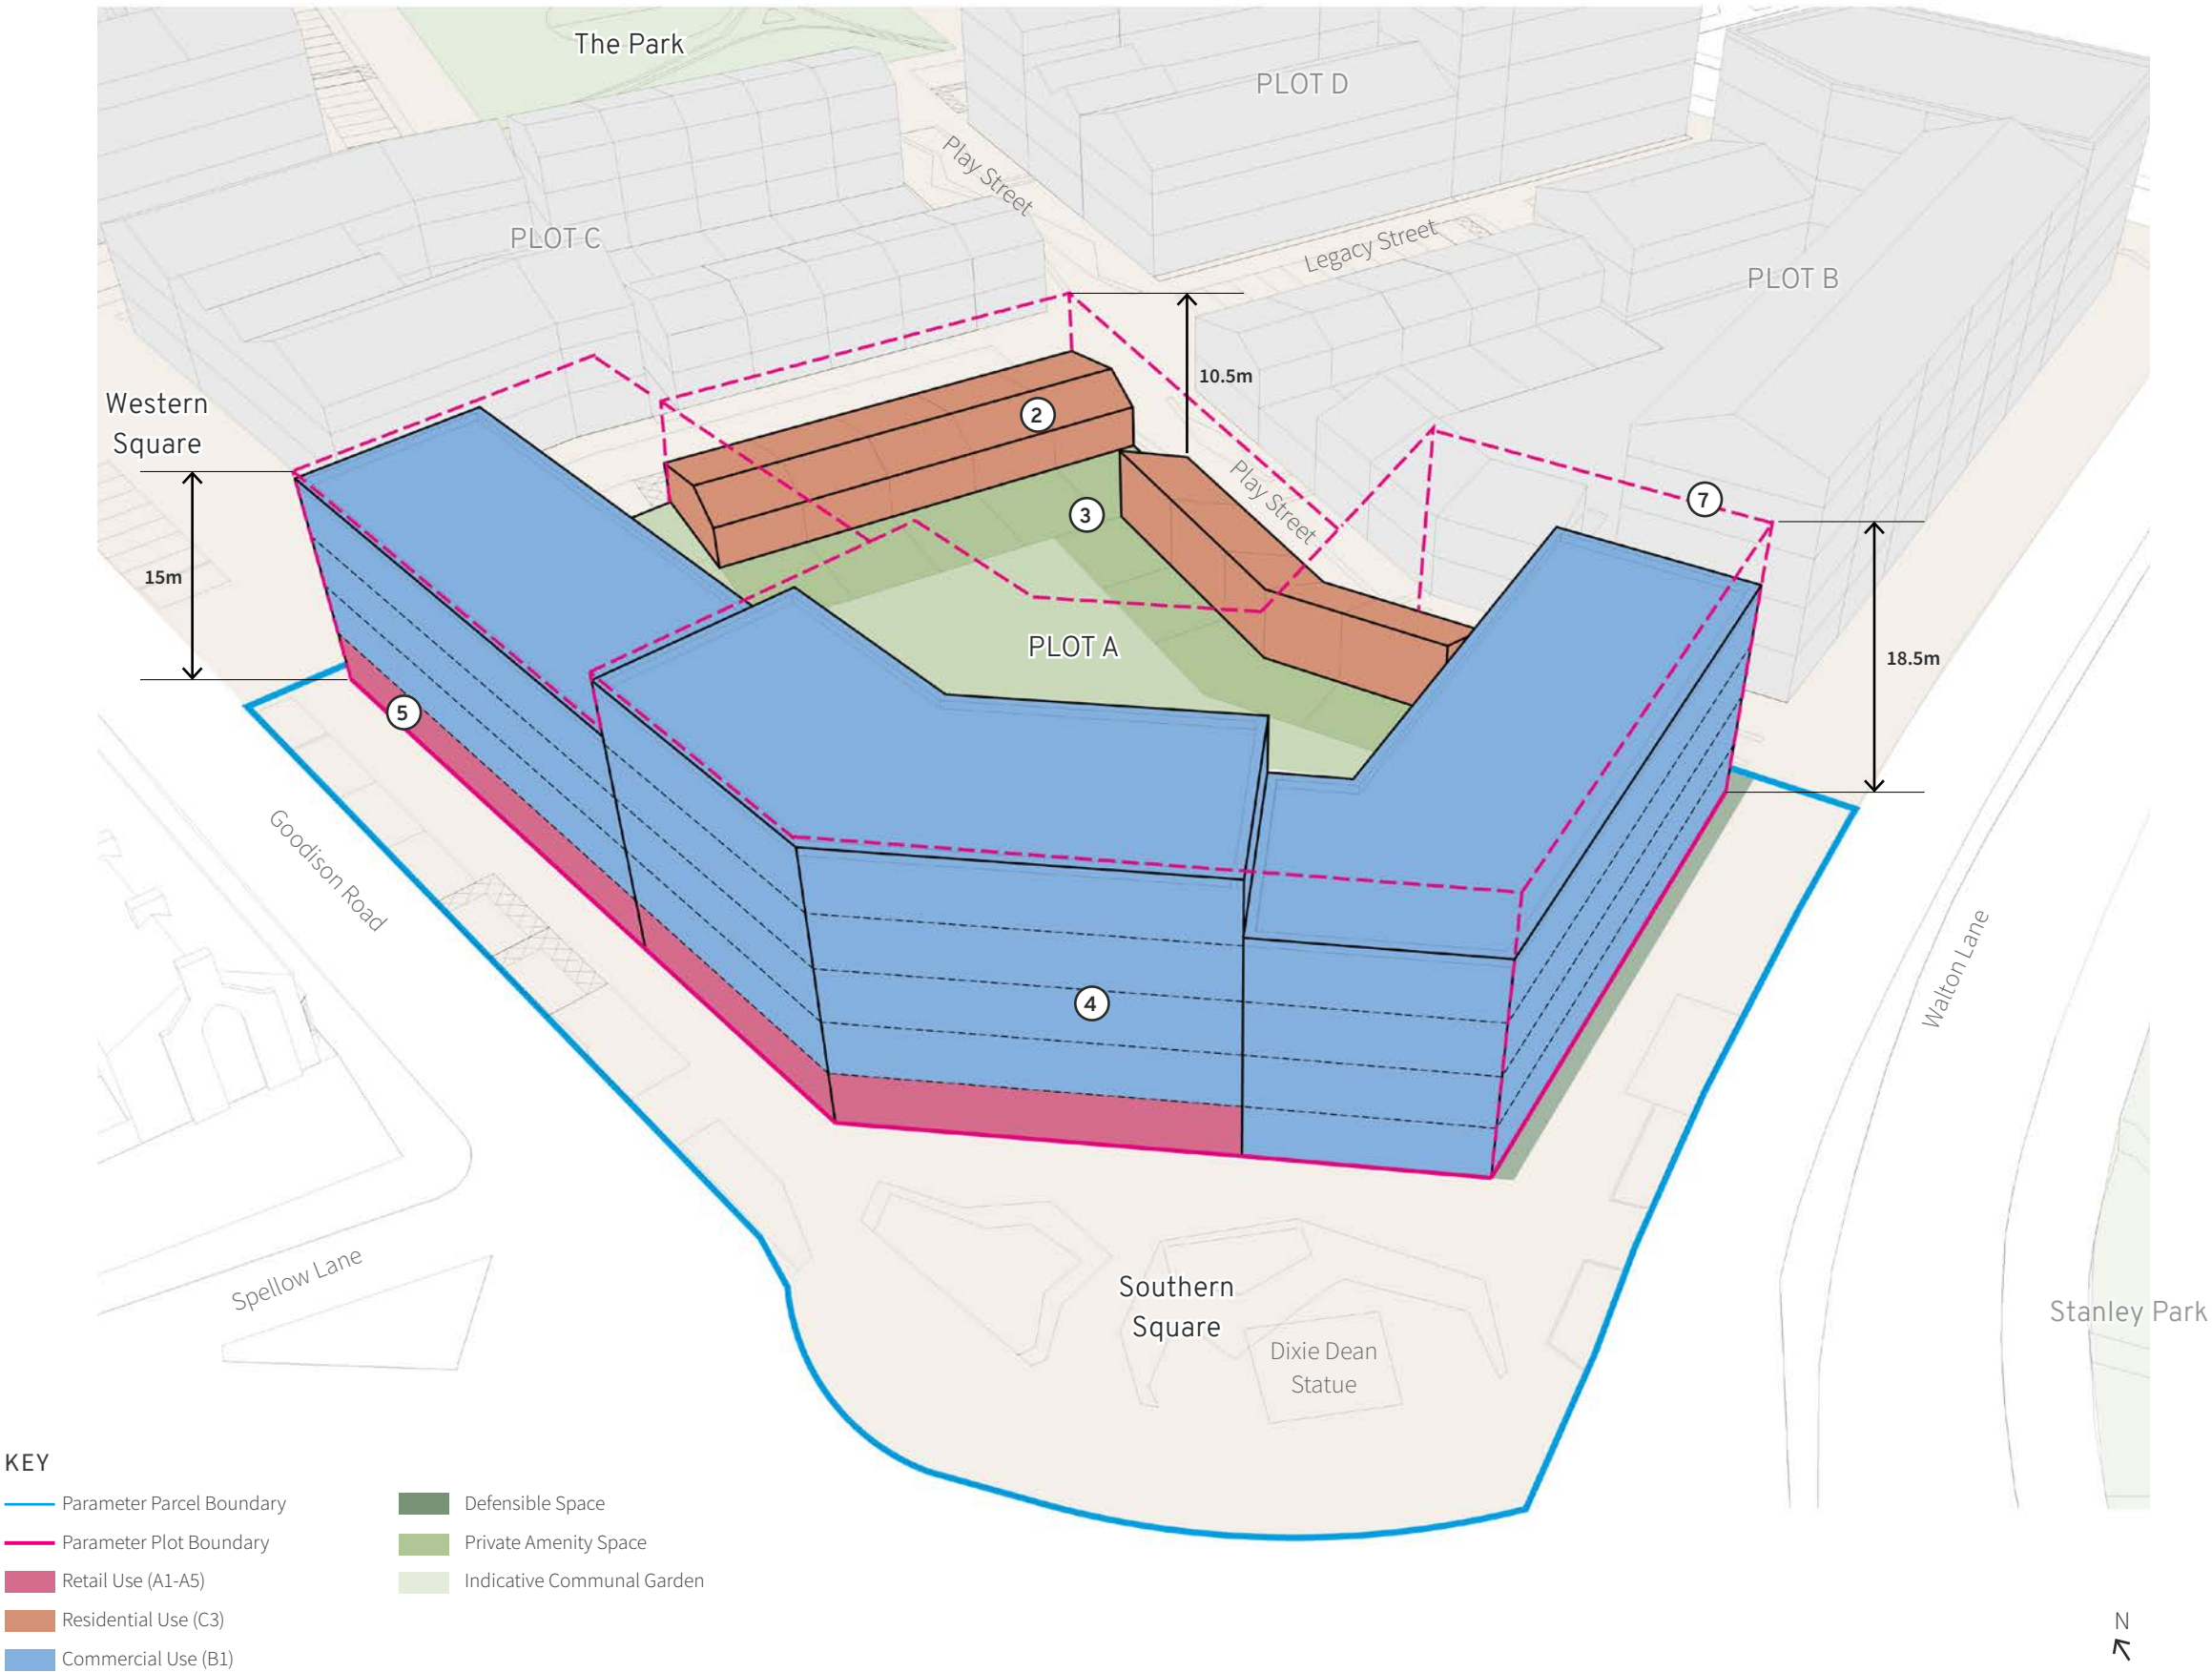 The Park
PLOT D
Play Street
PLOT C
Legacy Street
PLOT B
10.5m
Western
Square
2
7
3
Play Street
15m
PLOT A
18.5m
5
Goodison Road
4
Walton Lane
Spellow Lane
Southern
Square
Stanley Park
Dixie Dean
Statue
KEY
Parameter Parcel Boundary
Parameter Plot Boundary
Retail Use (A1-A5)
Residential Use (C3)
Commercial Use (B1)
Defensible Space
Private Amenity Space
Indicative Communal Garden
N